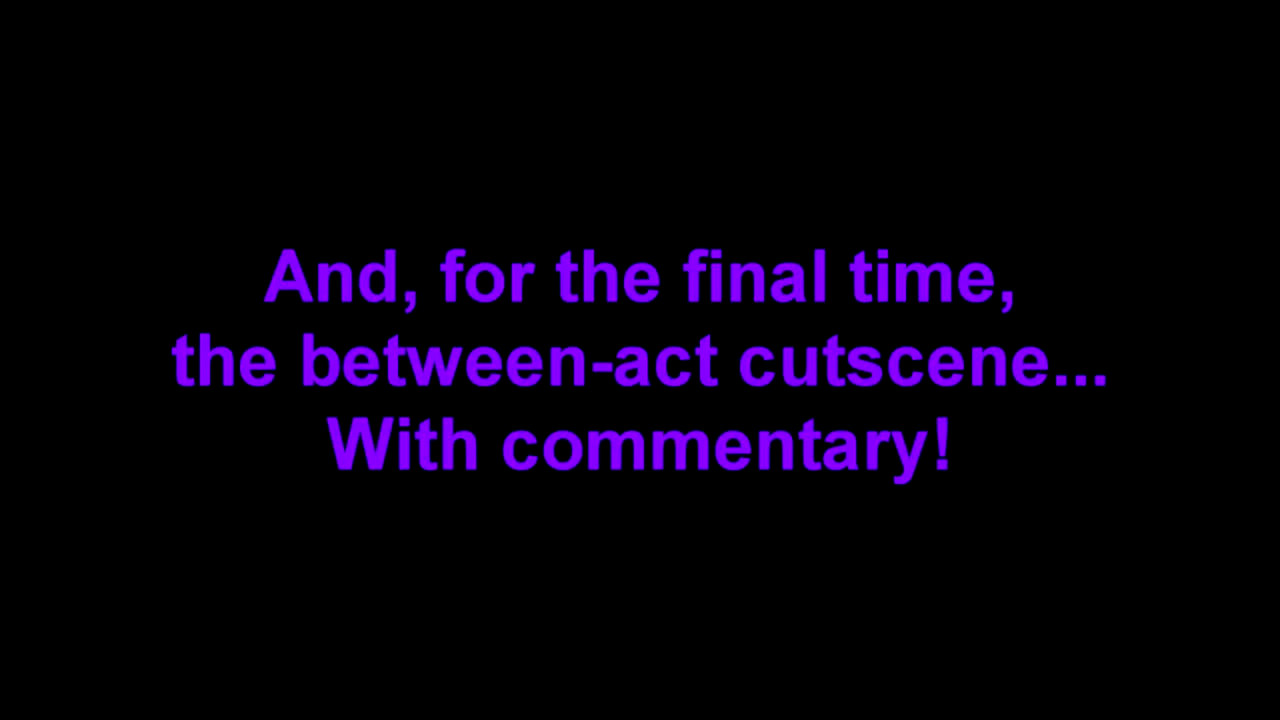 And, for the final time,
the between-act cutscene...
With commentary!